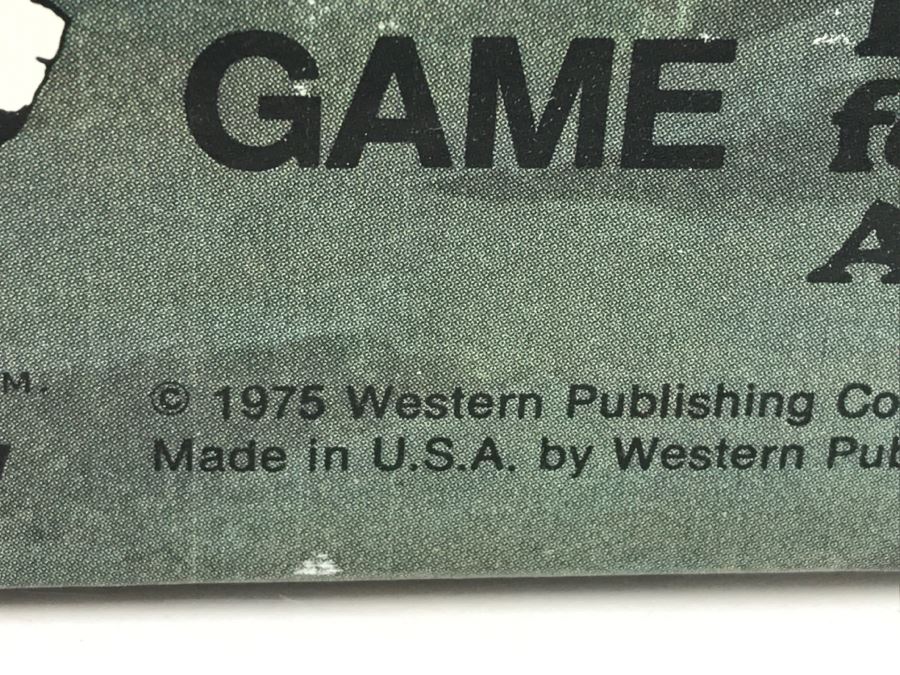 GAME
© 1975 Western Publishing Co
Made in U.S.A. by Western Pub